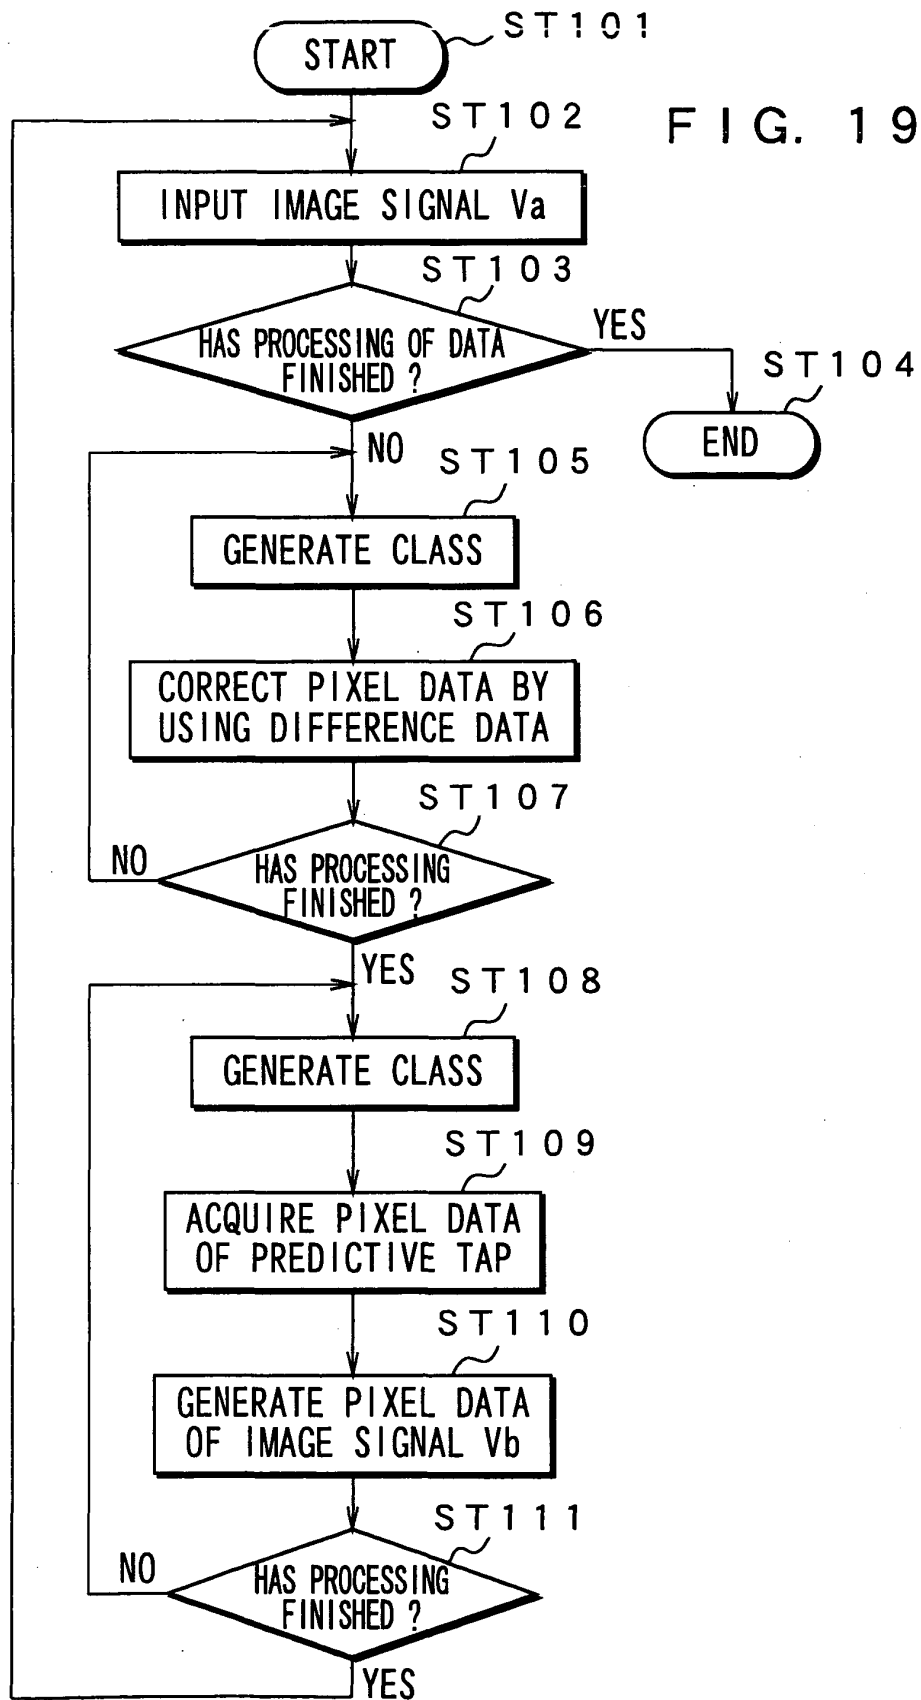 ST101
START
FIG. 19
ST102
INPUT IMAGE SIGNAL Va
ST103
HAS PROCESSING OF DATA
FINISHED ?
YES
ST104
END
NO
ST105
GENERATE CLASS
ST106
CORRECT PIXEL DATA BY
USING DIFFERENCE DATA
ST107
HAS PROCESSING
FINISHED ?
NO
YES
ST108
GENERATE CLASS
ST109
ACQUIRE PIXEL DATA
OF PREDICTIVE TAP
ST110
GENERATE PIXEL DATA
OF IMAGE SIGNAL Vb
ST111
HAS PROCESSING
FINISHED ?
NO
YES